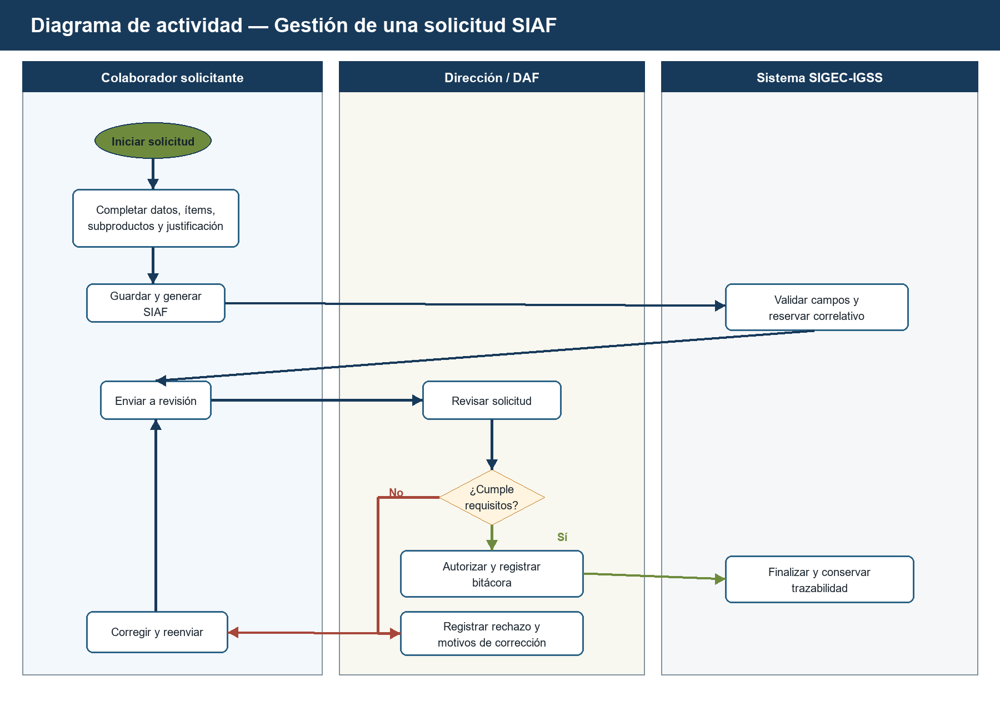 Diagrama de actividad — Gestión de una solicitud SIAF
Colaborador solicitante
Dirección / DAF
Sistema SIGEC-IGSS
Iniciar solicitud
Completar datos, ítems,
subproductos y justificación
Guardar y generar
SIAF
Validar campos y
reservar correlativo
Enviar a revisión
Revisar solicitud
¿Cumple
requisitos?
No
Sí
Autorizar y registrar
bitácora
Finalizar y conservar
trazabilidad
Corregir y reenviar
Registrar rechazo y
motivos de corrección